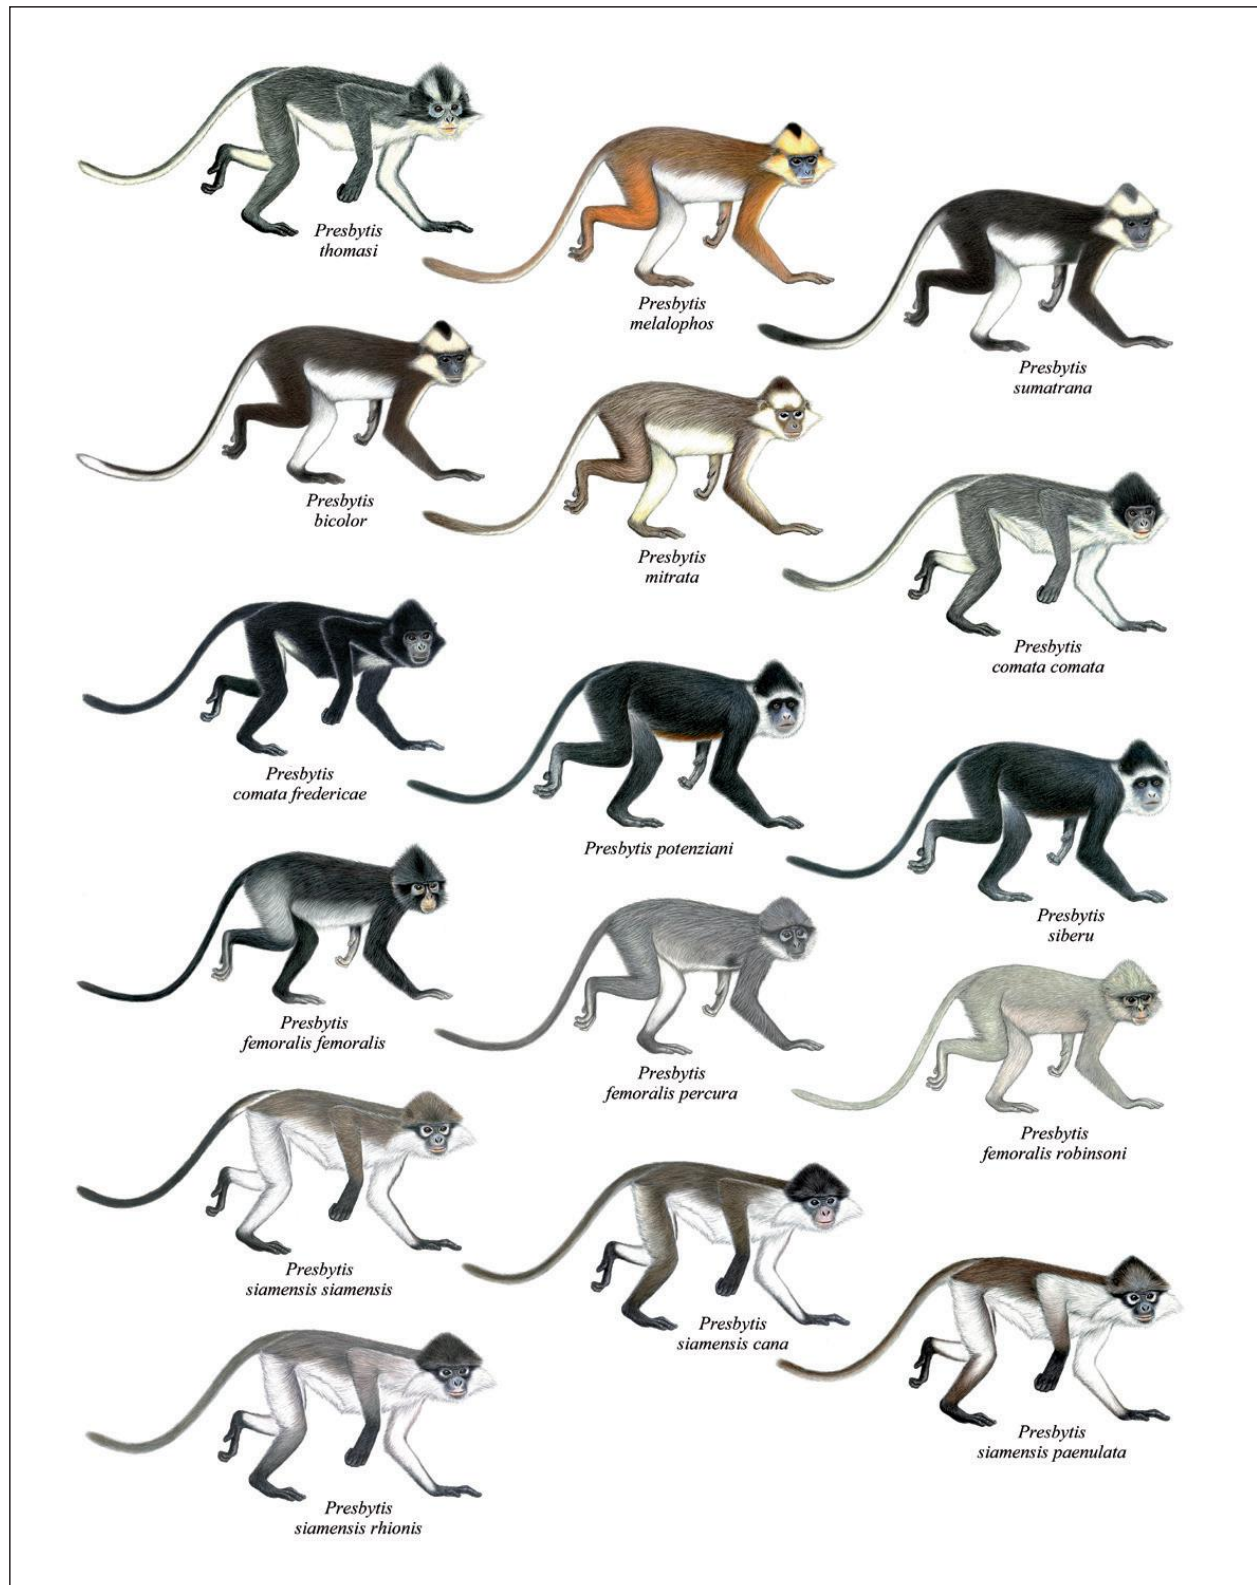 Presbytis
thomasi
Presbytis
melalophos
Presbytis
sumatrana
Presbytis
bicolor
Presbytis
mitrata
Presbytis
comata comata
Presbytis
comata fredericae
Presbytis potenziani
Presbytis
siberu
Presbytis
femoralis femoralis
Presbytis
femoralis percura
Presbytis
femoralis robinsoni
Presbytis
siamensis siamensis
Presbytis
siamensis cana
Presbytis
siamensis paenulata
Presbytis
siamensis rhionis